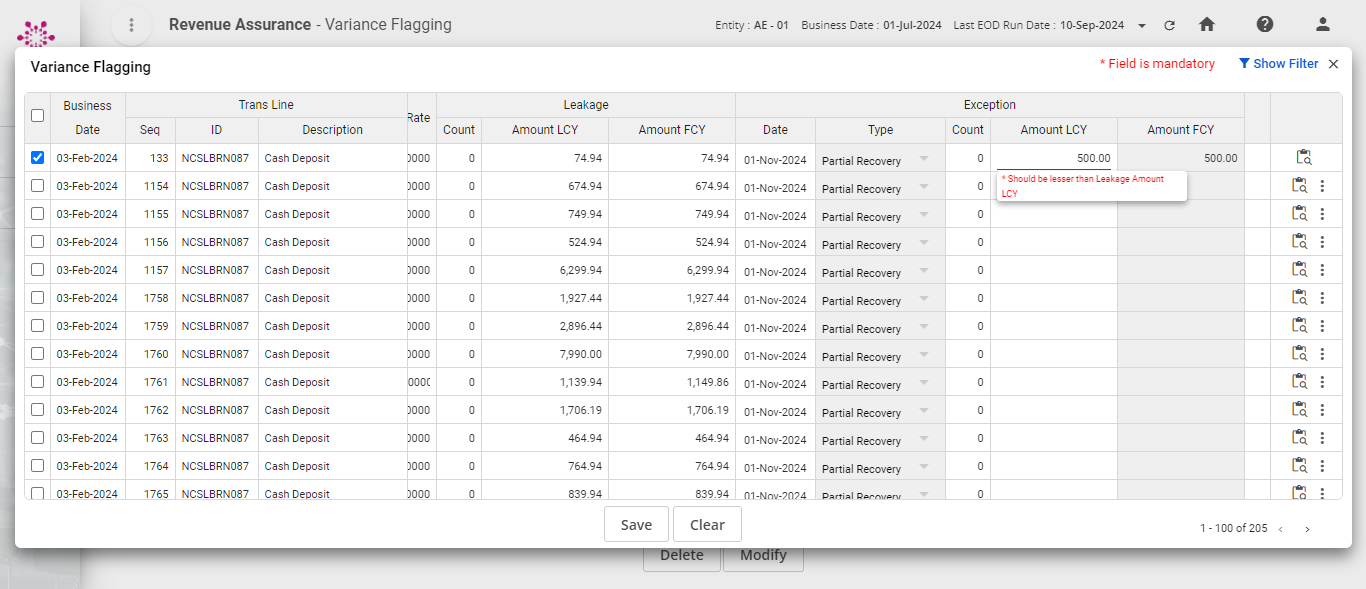 Revenue Assurance - Variance Flagging
Entity : AE - 01 Business Date : 01-Jul-2024 Last EOD Run Date : 10-Sep-2024
Variance Flagging
* Field is mandatory Show Filter
Business Date Trans Line Rate Leakage Exception
Seq ID Description Count Amount LCY Amount FCY Date Type Count Amount LCY Amount FCY
03-Feb-2024 133 NCSLBRN087 Cash Deposit 0000 0 74.94 74.94 01-Nov-2024 Partial Recovery 0 500.00 500.00
* Should be lesser than Leakage Amount
LCY
03-Feb-2024 1154 NCSLBRN087 Cash Deposit 0000 0 674.94 674.94 01-Nov-2024 Partial Recovery 0
03-Feb-2024 1155 NCSLBRN087 Cash Deposit 0000 0 749.94 749.94 01-Nov-2024 Partial Recovery 0
03-Feb-2024 1156 NCSLBRN087 Cash Deposit 0000 0 524.94 524.94 01-Nov-2024 Partial Recovery 0
03-Feb-2024 1157 NCSLBRN087 Cash Deposit 0000 0 6,299.94 6,299.94 01-Nov-2024 Partial Recovery 0
03-Feb-2024 1758 NCSLBRN087 Cash Deposit 0000 0 1,927.44 1,927.44 01-Nov-2024 Partial Recovery 0
03-Feb-2024 1759 NCSLBRN087 Cash Deposit 0000 0 2,896.44 2,896.44 01-Nov-2024 Partial Recovery 0
03-Feb-2024 1760 NCSLBRN087 Cash Deposit 0000 0 7,990.00 7,990.00 01-Nov-2024 Partial Recovery 0
03-Feb-2024 1761 NCSLBRN087 Cash Deposit 0000 0 1,139.94 1,149.86 01-Nov-2024 Partial Recovery 0
03-Feb-2024 1762 NCSLBRN087 Cash Deposit 0000 0 1,706.19 1,706.19 01-Nov-2024 Partial Recovery 0
03-Feb-2024 1763 NCSLBRN087 Cash Deposit 0000 0 464.94 464.94 01-Nov-2024 Partial Recovery 0
03-Feb-2024 1764 NCSLBRN087 Cash Deposit 0000 0 764.94 764.94 01-Nov-2024 Partial Recovery 0
03-Feb-2024 1765 NCSLBRN087 Cash Deposit 0000 0 839.94 839.94 01-Nov-2024 Partial Recovery 0
Save Clear
1 - 100 of 205
Delete Modify